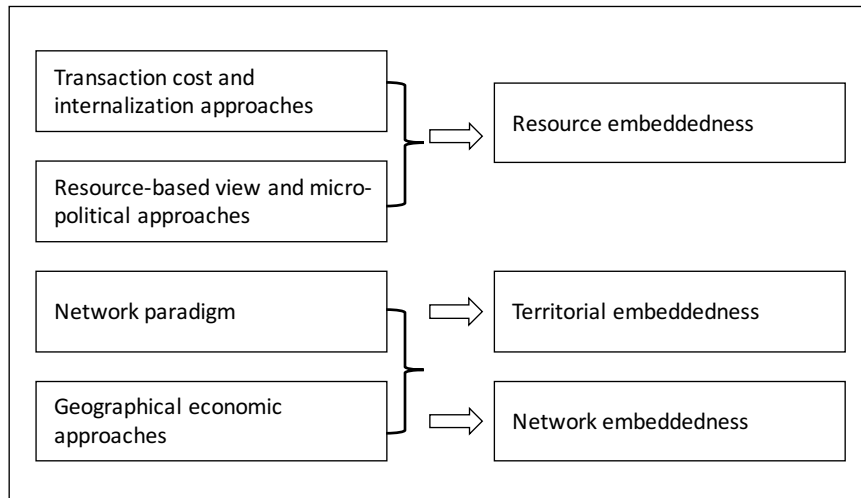 Transaction cost and
internalization approaches
Resource embeddedness
Resource-based view and micro-
political approaches
Network paradigm
Territorial embeddedness
Geographical economic
approaches
Network embeddedness